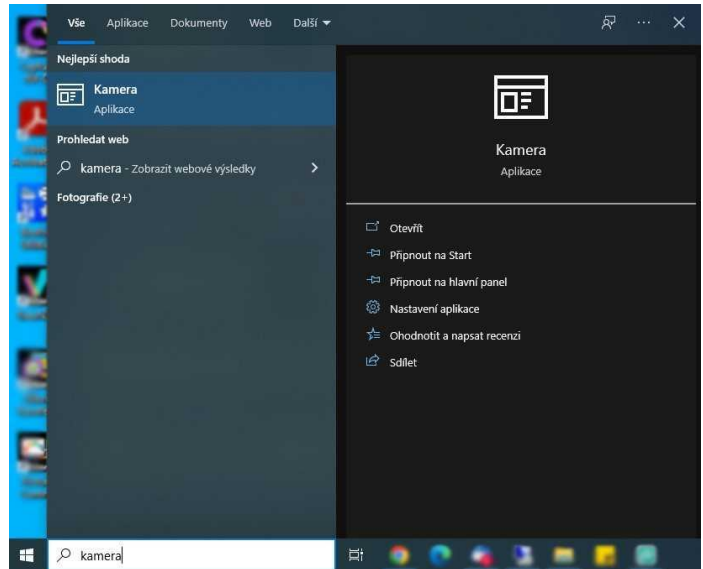 Vše Aplikace Dokumenty Web Další
Nejlepší shoda
Kamera
Aplikace
Prohledat web
kamera - Zobrazit webové výsledky
Fotografie (2+)
Kamera
Aplikace
Otevřít
Připnout na Start
Připnout na hlavní panel
Nastavení aplikace
Ohodnotit a napsat recenzi
Sdílet
kamera